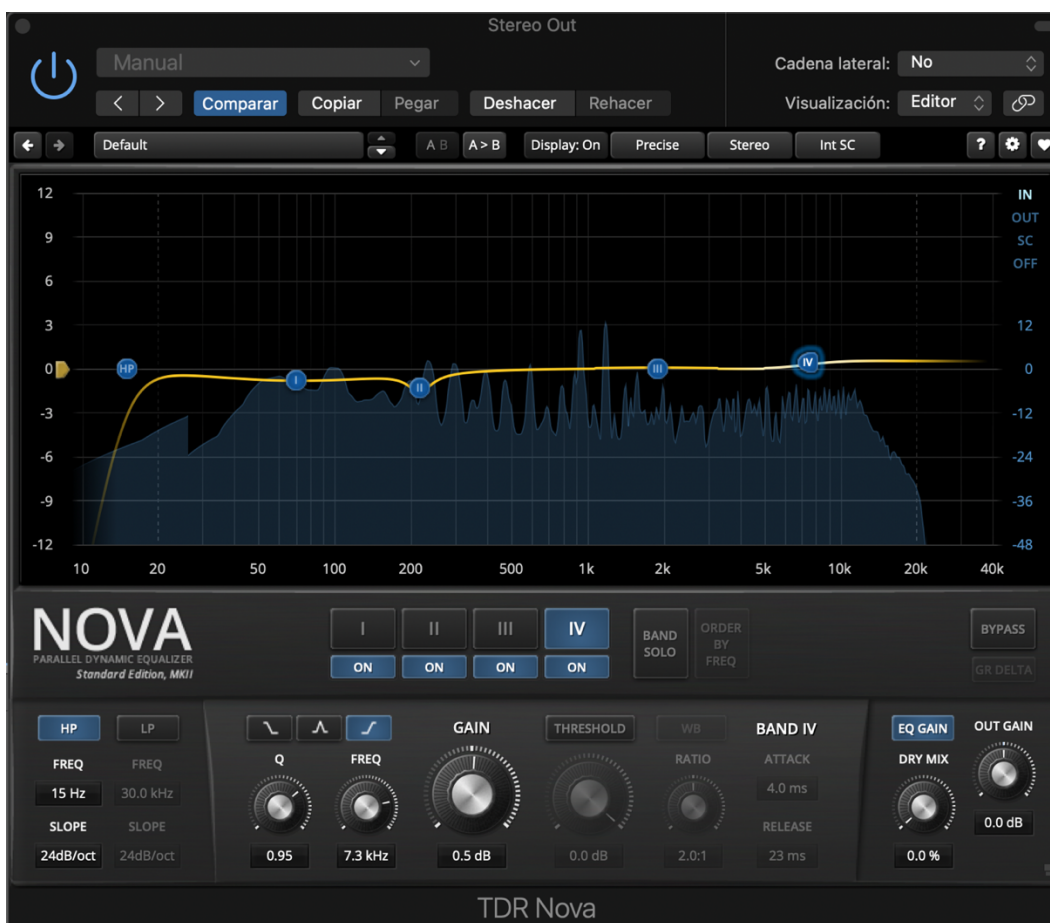 Stereo Out
Manual
Cadena lateral: No
Comparar Copiar Pegar Deshacer Rehacer
Visualización: Editor
Default A B A > B Display: On Precise Stereo Int SC ?
12 IN
OUT
9 SC
OFF
6
3 12
0 HP I II III IV 0
-3 -12
-6 -24
-9 -36
-12 -48
10 20 50 100 200 500 1k 2k 5k 10k 20k 40k
NOVA
PARALLEL DYNAMIC EQUALIZER
Standard Edition, MKII
I II III IV
ON ON ON ON
BAND SOLO
ORDER BY FREQ
BYPASS
GR DELTA
HP LP
FREQ FREQ
15 Hz 30.0 kHz
SLOPE SLOPE
24dB/oct 24dB/oct
GAIN THRESHOLD WB BAND IV
Q FREQ RATIO ATTACK
4.0 ms
RELEASE
0.95 7.3 kHz 0.5 dB 0.0 dB 2.0:1 23 ms
EQ GAIN OUT GAIN
DRY MIX
0.0 dB
0.0 %
TDR Nova